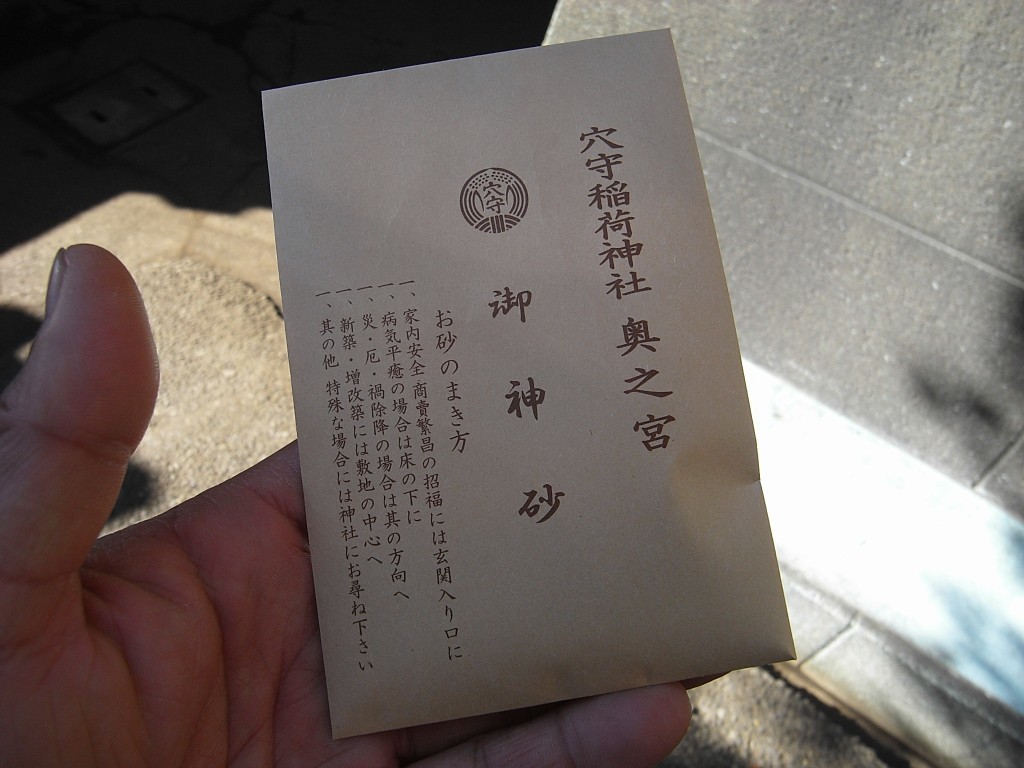 穴守稲荷神社 奥之宮
穴守
御神砂
お砂のまき方
一、家内安全 商賣繁昌の招福には玄関入り口に
一、病気平癒の場合は床の下に
一、災・厄・禍除降の場合は其の方向へ
一、新築・増改築には敷地の中心へ
一、其の他 特殊な場合には神社にお尋ね下さい